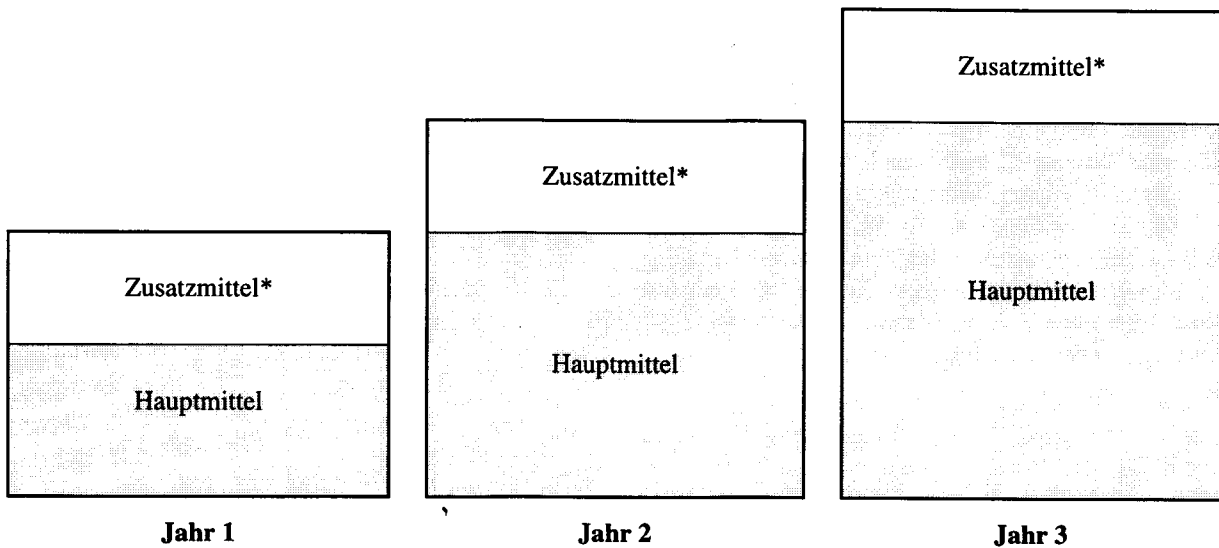 Zusatzmittel*
Hauptmittel
Jahr 1
Zusatzmittel*
Hauptmittel
Jahr 2
Zusatzmittel*
Hauptmittel
Jahr 3